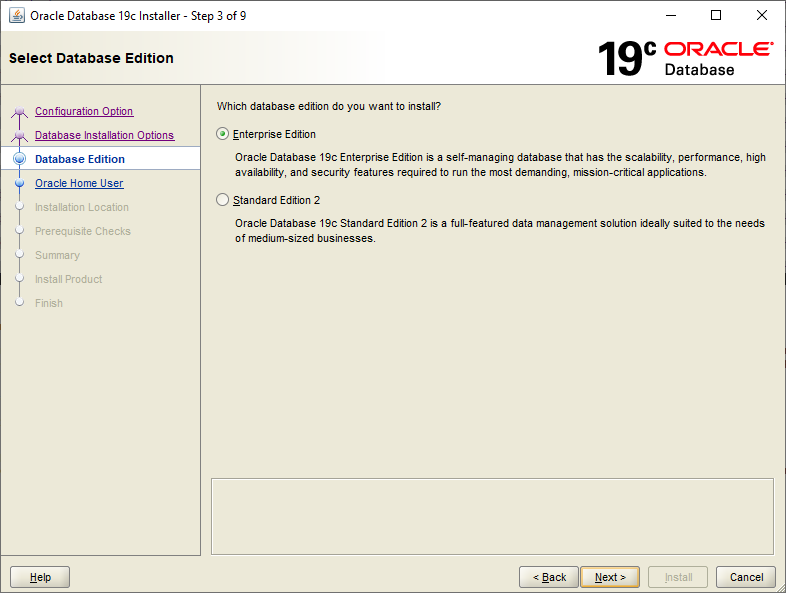 Oracle Database 19c Installer - Step 3 of 9
Select Database Edition
19c ORACLE
Database
Configuration Option
Database Installation Options
Database Edition
Oracle Home User
Installation Location
Prerequisite Checks
Summary
Install Product
Finish
Which database edition do you want to install?
Enterprise Edition
Oracle Database 19c Enterprise Edition is a self-managing database that has the scalability, performance, high
availability, and security features required to run the most demanding, mission-critical applications.
Standard Edition 2
Oracle Database 19c Standard Edition 2 is a full-featured data management solution ideally suited to the needs
of medium-sized businesses.
Help
< Back
Next >
Install
Cancel